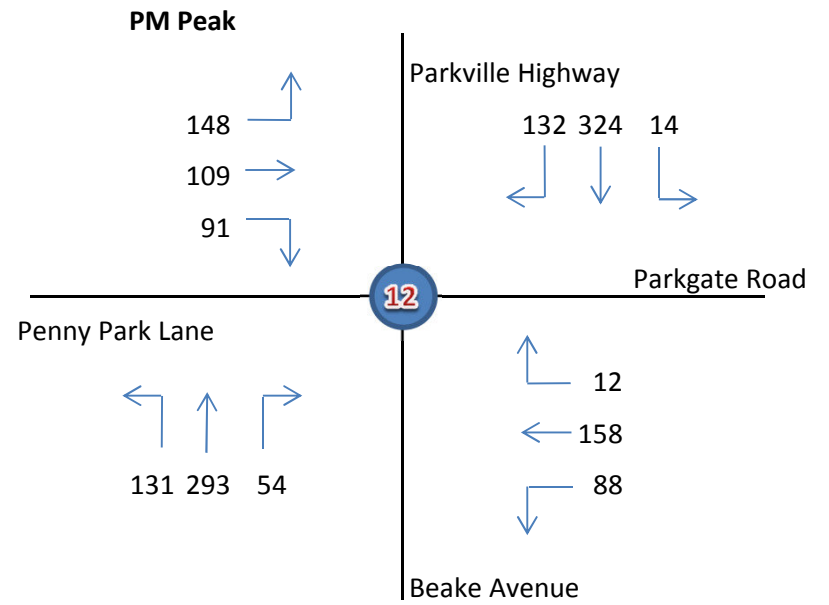 PM Peak
Parkville Highway
148
132 324 14
109
91
Parkgate Road
12
Penny Park Lane
12
158
131 293 54
88
Beake Avenue